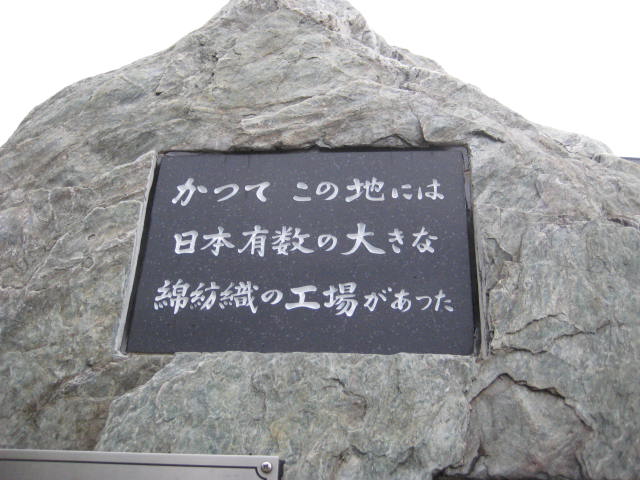 かつて この地には
日本有数の大きな
綿紡織の工場があった